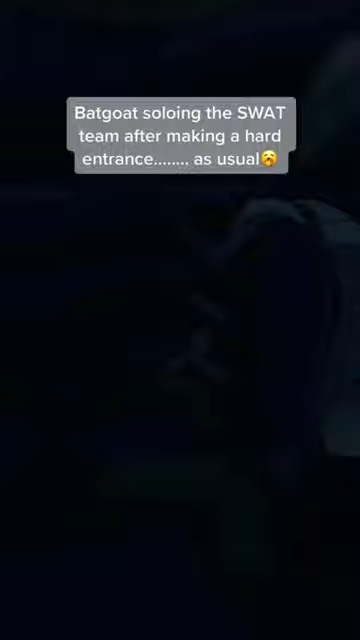 Batgoat soloing the SWAT
team after making a hard
entrance........ as usual🥱